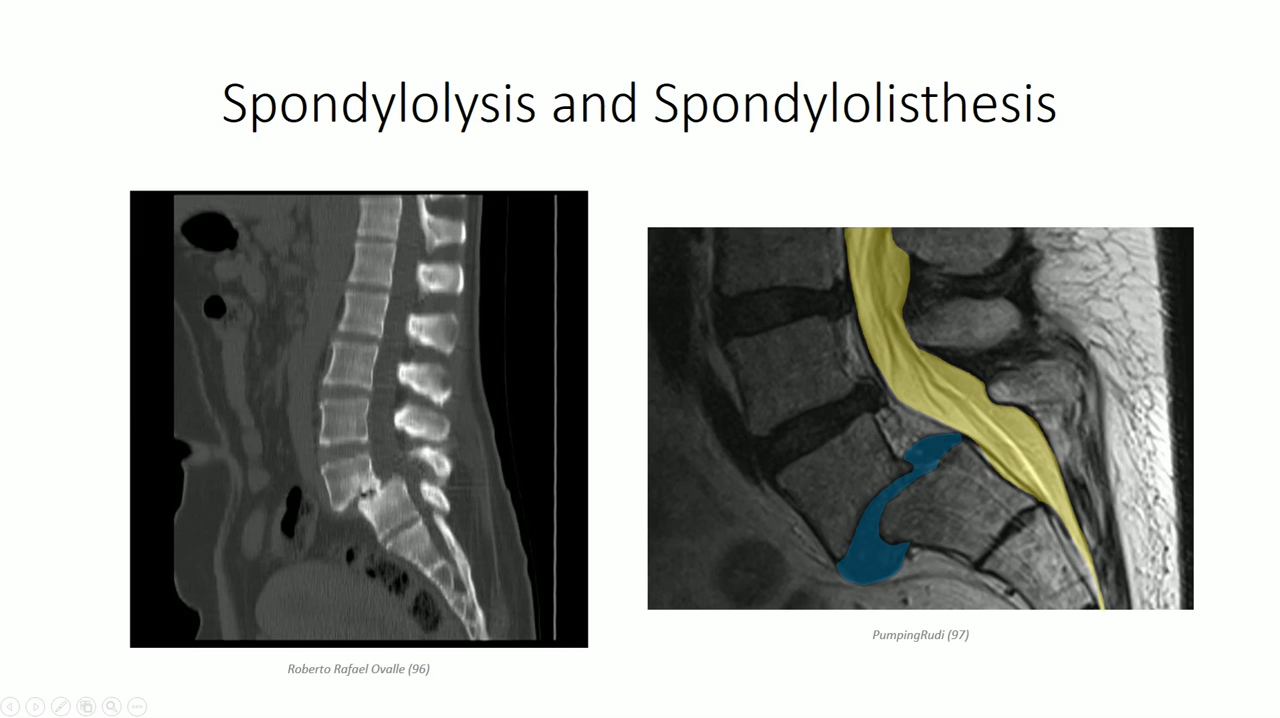 Spondylolysis and Spondylolisthesis
PumpingRudi (97)
Roberto Rafael Ovalle (96)